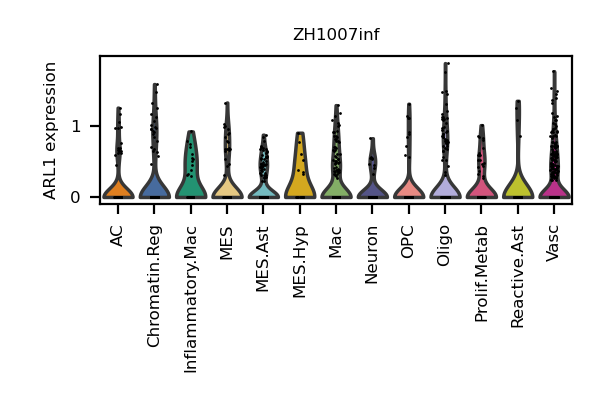 ZH1007inf
ARL1 expression
1
0
AC
Chromatin.Reg
Inflammatory.Mac
MES
MES.Ast
MES.Hyp
Mac
Neuron
OPC
Oligo
Prolif.Metab
Reactive.Ast
Vasc